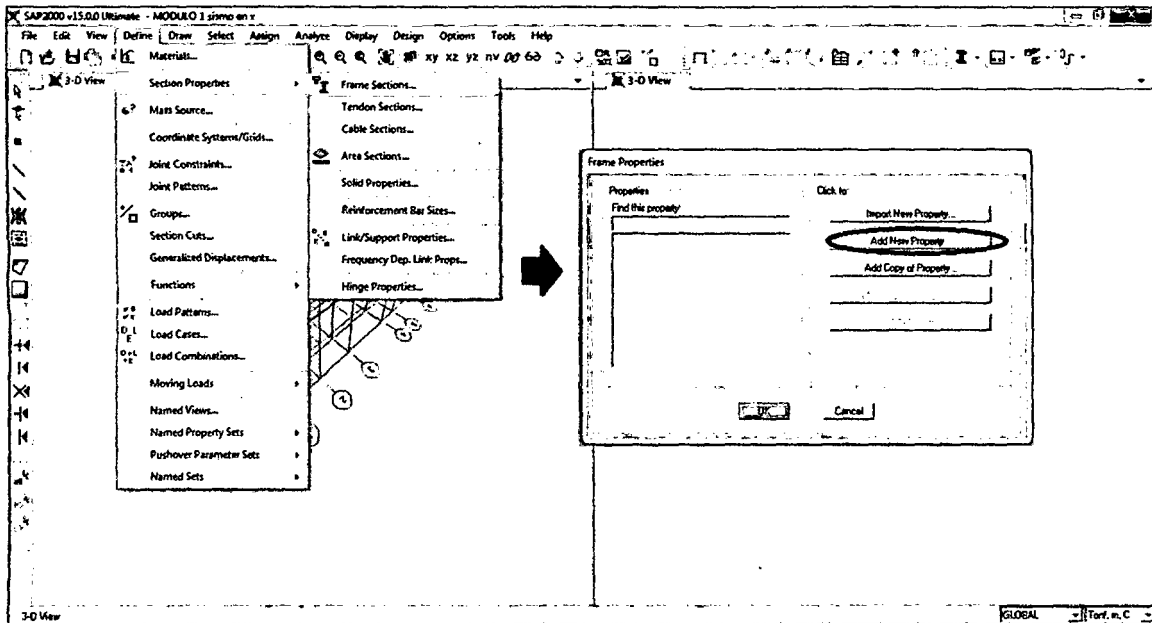 SAP2000 v15.0.0 Ultimate - MODULO 1 sismo en x
File Edit View Define Draw Select Assign Analyze Display Design Options Tools Help
xy xz yz nv
3-D View
3-D View
Materials...
Section Properties
Mass Source...
Coordinate Systems/Grids...
Joint Constraints...
Joint Patterns...
Groups...
Section Cuts...
Generalized Displacements...
Functions
Load Patterns...
Load Cases...
Load Combinations...
Moving Loads
Named Views...
Named Property Sets
Pushover Parameter Sets
Named Sets
Frame Sections...
Tendon Sections...
Cable Sections...
Area Sections...
Solid Properties...
Reinforcement Bar Sizes...
Link/Support Properties...
Frequency Dep. Link Props...
Hinge Properties...
Frame Properties
Properties
Find this property
Click to:
Import New Property...
Add New Property
Add Copy of Property...
OK
Cancel
3-D View
GLOBAL
Tonf, m, C